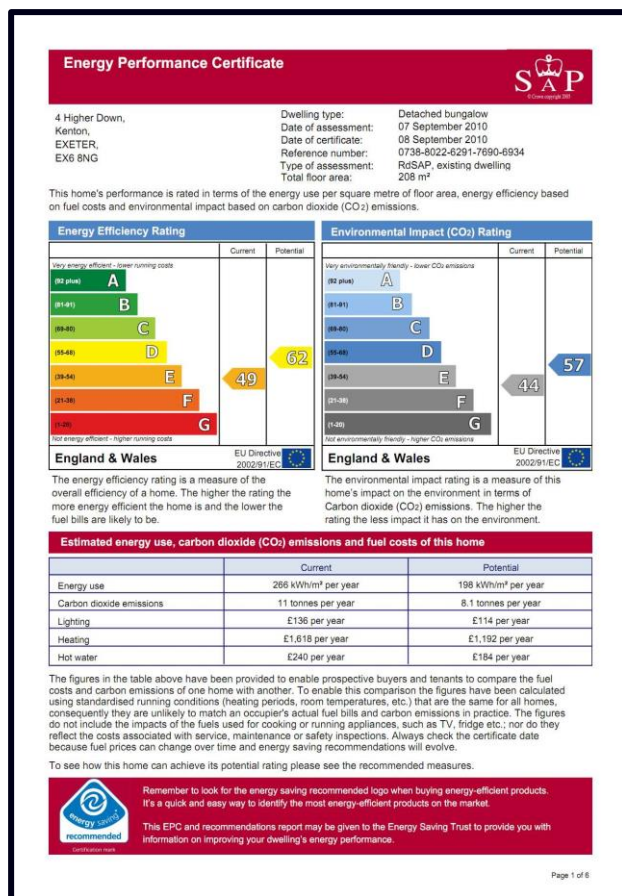 Energy Performance Certificate
SAP
© Crown copyright 2005
4 Higher Down,
Kenton,
EXETER,
EX6 8NG
Dwelling type: Detached bungalow
Date of assessment: 07 September 2010
Date of certificate: 08 September 2010
Reference number: 0738-8022-6291-7690-6934
Type of assessment: RdSAP, existing dwelling
Total floor area: 208 m²
This home's performance is rated in terms of the energy use per square metre of floor area, energy efficiency based
on fuel costs and environmental impact based on carbon dioxide (CO2) emissions.
Energy Efficiency Rating
Current Potential
Very energy efficient - lower running costs
(92 plus) A
(81-91) B
(69-80) C
(55-68) D
(39-54) E
(21-38) F
(1-20) G
49
62
Not energy efficient - higher running costs
England & Wales
EU Directive
2002/91/EC
The energy efficiency rating is a measure of the
overall efficiency of a home. The higher the rating the
more energy efficient the home is and the lower the
fuel bills are likely to be.
Environmental Impact (CO2) Rating
Current Potential
Very environmentally friendly - lower CO2 emissions
(92 plus) A
(81-91) B
(69-80) C
(55-68) D
(39-54) E
(21-38) F
(1-20) G
44
57
Not environmentally friendly - higher CO2 emissions
England & Wales
EU Directive
2002/91/EC
The environmental impact rating is a measure of this
home's impact on the environment in terms of
Carbon dioxide (CO2) emissions. The higher the
rating the less impact it has on the environment.
Estimated energy use, carbon dioxide (CO2) emissions and fuel costs of this home
Current Potential
Energy use 266 kWh/m² per year 198 kWh/m² per year
Carbon dioxide emissions 11 tonnes per year 8.1 tonnes per year
Lighting £136 per year £114 per year
Heating £1,618 per year £1,192 per year
Hot water £240 per year £184 per year
The figures in the table above have been provided to enable prospective buyers and tenants to compare the fuel
costs and carbon emissions of one home with another. To enable this comparison the figures have been calculated
using standardised running conditions (heating periods, room temperatures, etc.) that are the same for all homes,
consequently they are unlikely to match an occupier's actual fuel bills and carbon emissions in practice. The figures
do not include the impacts of the fuels used for cooking or running appliances, such as TV, fridge etc.; nor do they
reflect the costs associated with service, maintenance or safety inspections. Always check the certificate date
because fuel prices can change over time and energy saving recommendations will evolve.
To see how this home can achieve its potential rating please see the recommended measures.
energy saving
recommended
Certification mark
Remember to look for the energy saving recommended logo when buying energy-efficient products.
It's a quick and easy way to identify the most energy-efficient products on the market.
This EPC and recommendations report may be given to the Energy Saving Trust to provide you with
information on improving your dwelling's energy performance.
Page 1 of 6